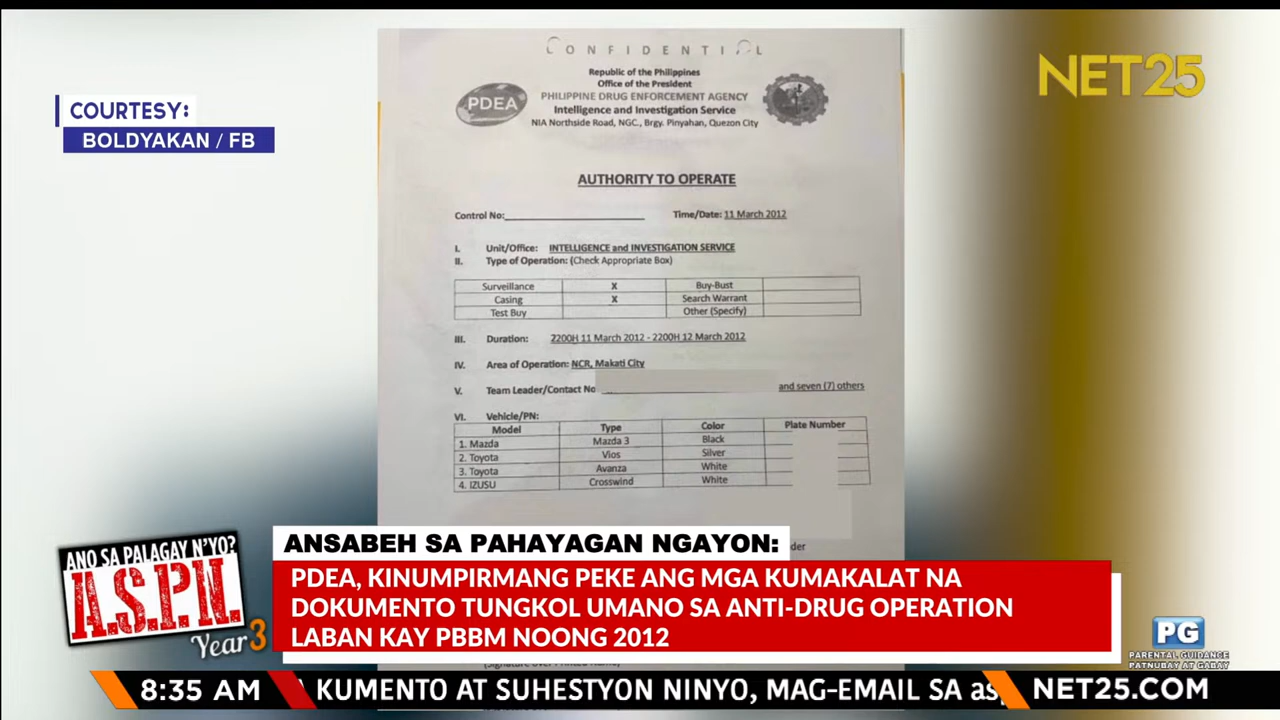 CONFIDENTIAL
Republic of the Philippines
Office of the President
PDEA
PHILIPPINE DRUG ENFORCEMENT AGENCY
Intelligence and Investigation Service
NIA Northside Road, NGC., Brgy. Pinyahan, Quezon City
NET25
COURTESY:
BOLDYAKAN / FB
AUTHORITY TO OPERATE
Control No: Time/Date: 11 March 2012
I. Unit/Office: INTELLIGENCE and INVESTIGATION SERVICE
II. Type of Operation: (Check Appropriate Box)
Surveillance X Buy-Bust
Casing X Search Warrant
Test Buy Other (Specify)
III. Duration: 2200H 11 March 2012 - 2200H 12 March 2012
IV. Area of Operation: NCR, Makati City
V. Team Leader/Contact No and seven (7) others
VI. Vehicle/PN:
Model Type Color Plate Number
1. Mazda Mazda 3 Black
2. Toyota Vios Silver
3. Toyota Avanza White
4. IZUSU Crosswind White
der
ANO SA PALAGAY N'YO?
A.S.P.N.
Year 3
ANSABEH SA PAHAYAGAN NGAYON:
PDEA, KINUMPIRMANG PEKE ANG MGA KUMAKALAT NA
DOKUMENTO TUNGKOL UMANO SA ANTI-DRUG OPERATION
LABAN KAY PBBM NOONG 2012
PG
PARENTAL GUIDANCE
PATNUBAY AT GABAY
8:35 AM
A KUMENTO AT SUHESTYON NINYO, MAG-EMAIL SA as
NET25.COM